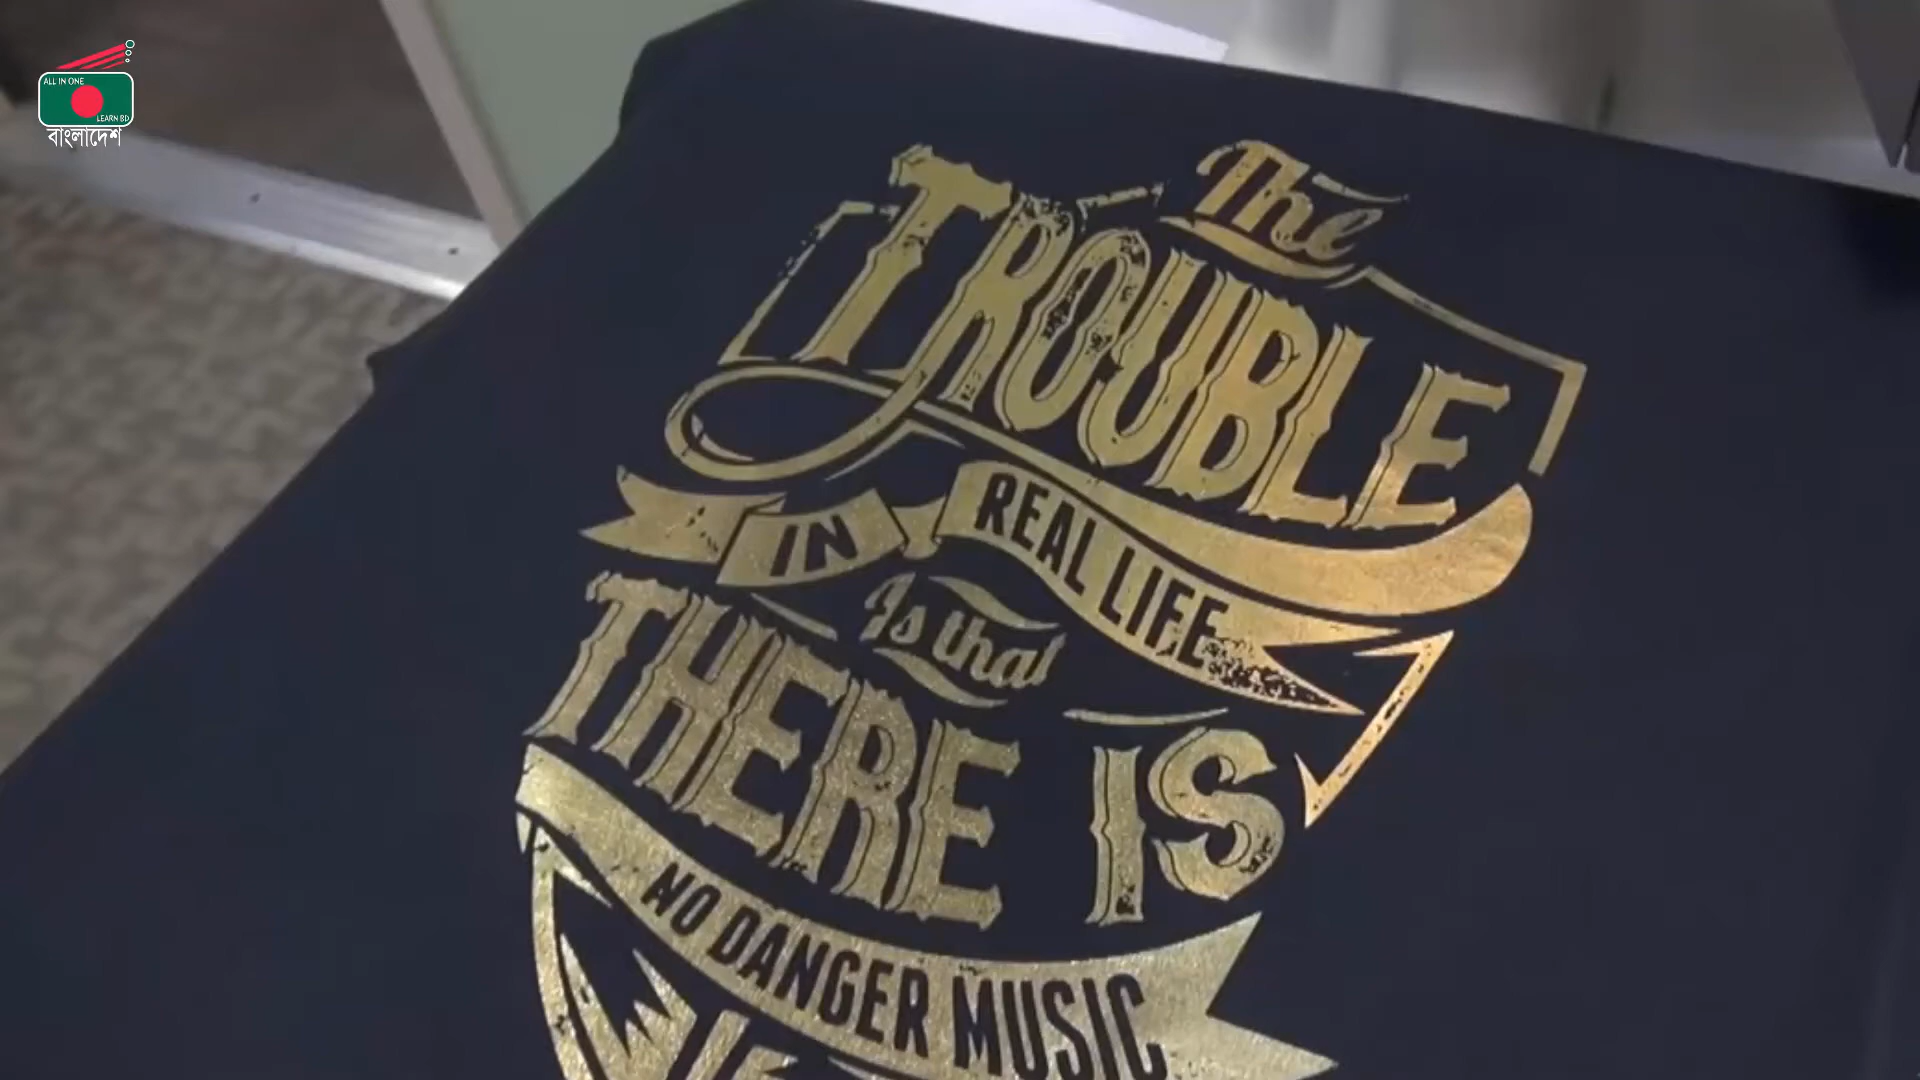 ALL IN ONE
LEARN BD
বাংলাদেশ
The
TROUBLE
IN REAL LIFE
Is that
THERE IS
NO DANGER MUSIC